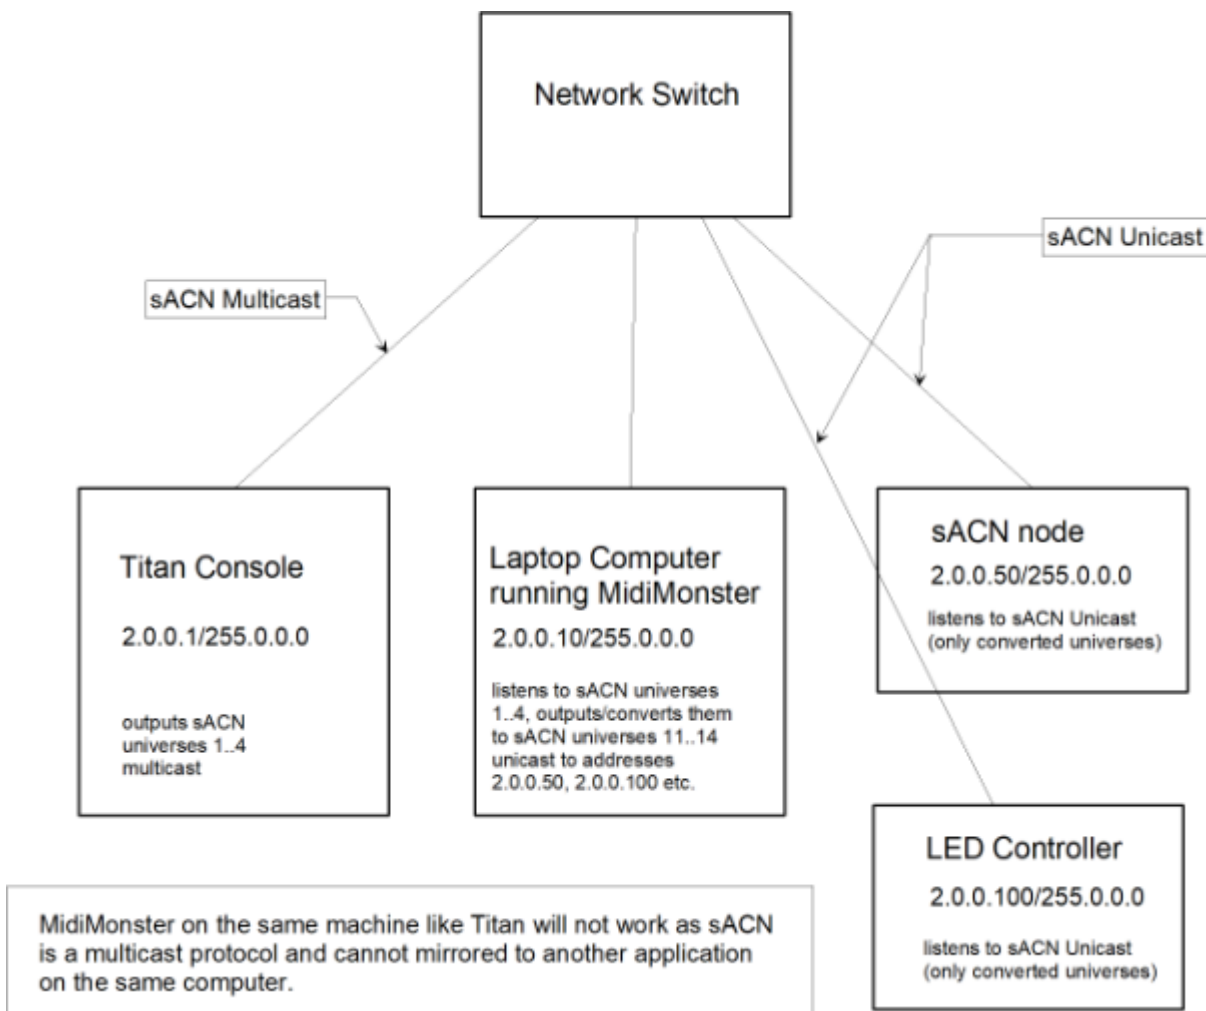 Network Switch
sACN Unicast
sACN Multicast
Titan Console
2.0.0.1/255.0.0.0
outputs sACN
universes 1..4
multicast
Laptop Computer
running MidiMonster
2.0.0.10/255.0.0.0
listens to sACN universes
1..4, outputs/converts them
to sACN universes 11..14
unicast to addresses
2.0.0.50, 2.0.0.100 etc.
sACN node
2.0.0.50/255.0.0.0
listens to sACN Unicast
(only converted universes)
LED Controller
2.0.0.100/255.0.0.0
listens to sACN Unicast
(only converted universes)
MidiMonster on the same machine like Titan will not work as sACN
is a multicast protocol and cannot mirrored to another application
on the same computer.